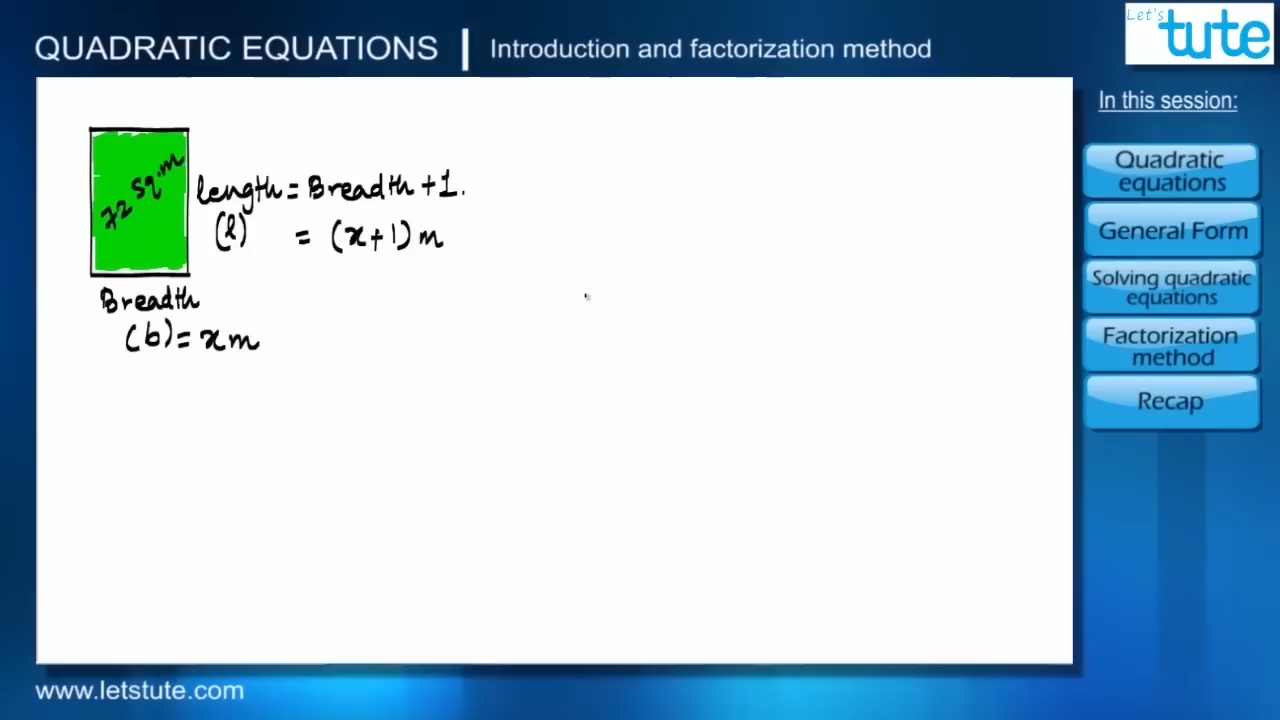 QUADRATIC EQUATIONS | Introduction and factorization method
Let's
tute
In this session:
Quadratic
equations
General Form
Solving quadratic
equations
Factorization
method
Recap
72 sq.m
length = Breadth + 1.
(l) = (x+1) m
Breadth
(b) = x m
www.letstute.com